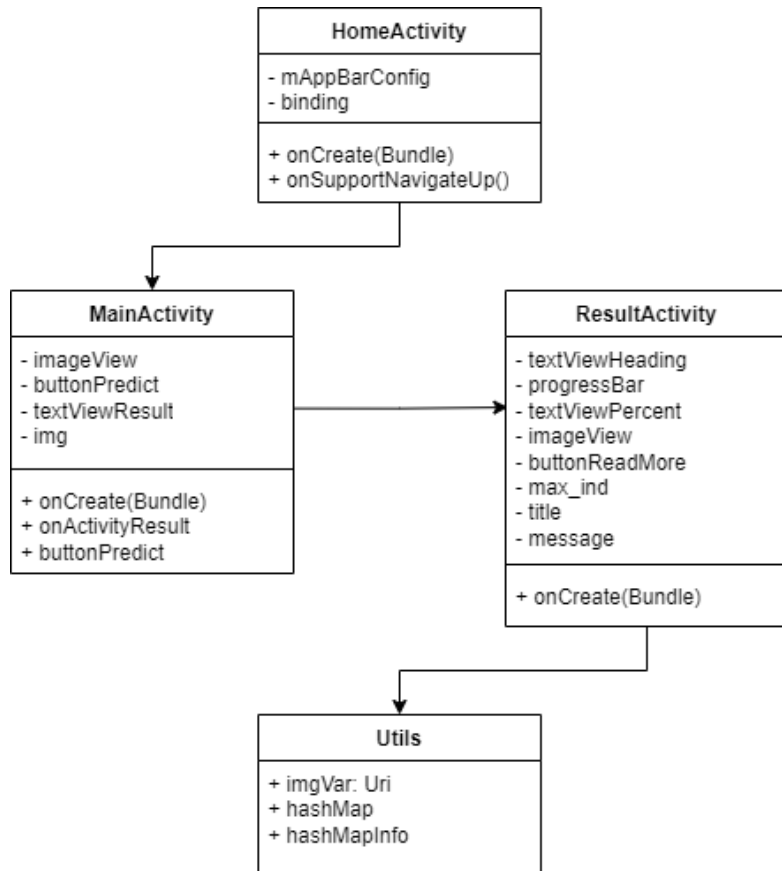 HomeActivity
- mAppBarConfig
- binding
+ onCreate(Bundle)
+ onSupportNavigateUp()
MainActivity
- imageView
- buttonPredict
- textViewResult
- img
+ onCreate(Bundle)
+ onActivityResult
+ buttonPredict
ResultActivity
- textViewHeading
- progressBar
- textViewPercent
- imageView
- buttonReadMore
- max_ind
- title
- message
+ onCreate(Bundle)
Utils
+ imgVar: Uri
+ hashMap
+ hashMapInfo